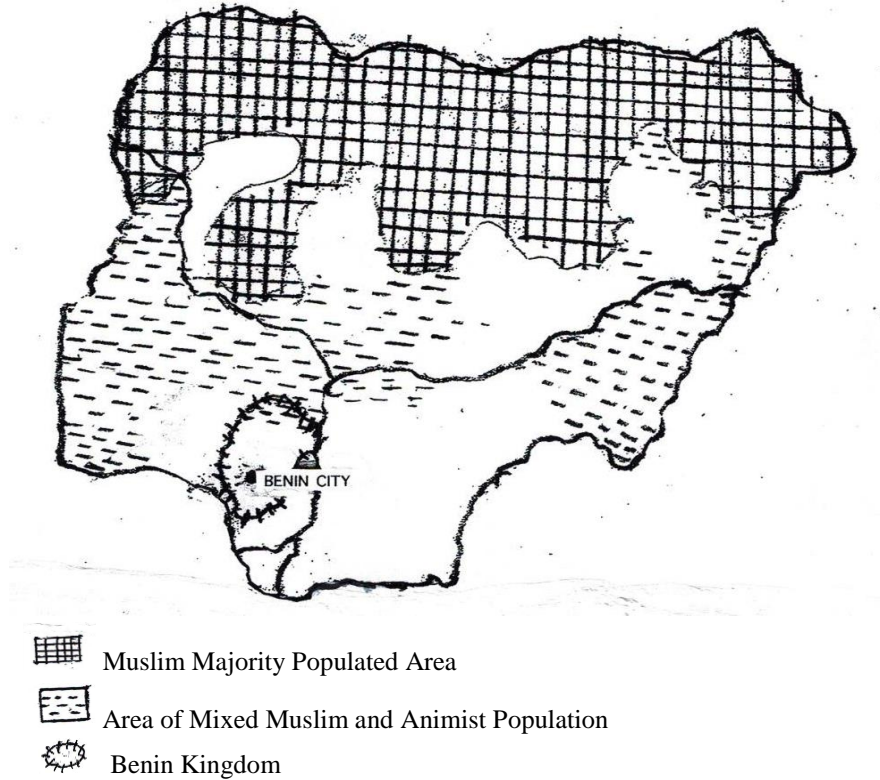 BENIN CITY
Muslim Majority Populated Area
Area of Mixed Muslim and Animist Population
Benin Kingdom